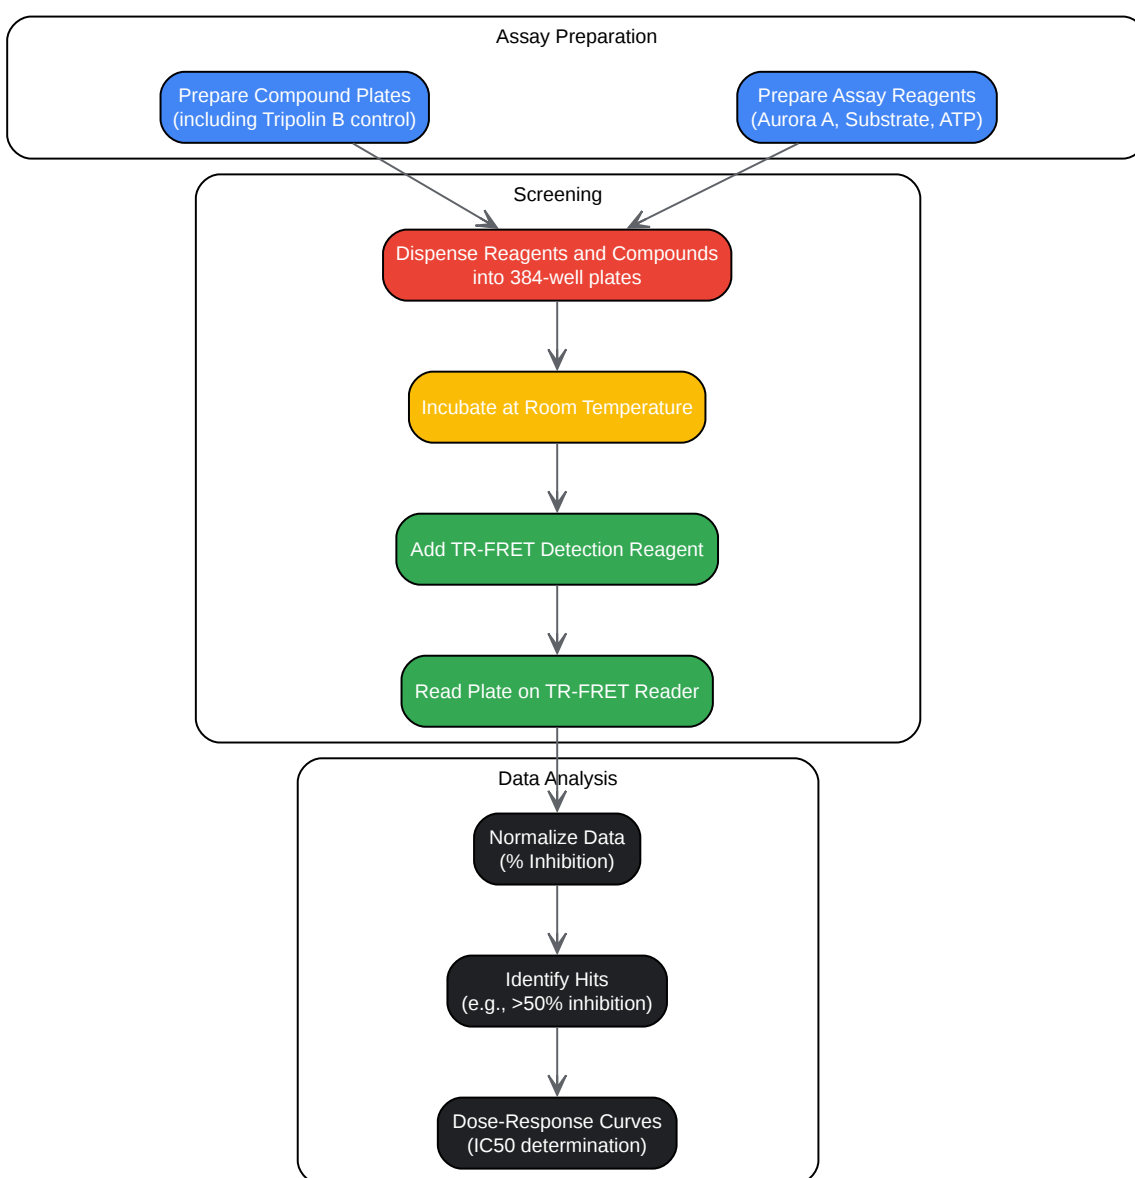 Assay Preparation
Prepare Compound Plates
(including Tripolin B control)
Prepare Assay Reagents
(Aurora A, Substrate, ATP)
Screening
Dispense Reagents and Compounds
into 384-well plates
Incubate at Room Temperature
Add TR-FRET Detection Reagent
Read Plate on TR-FRET Reader
Data Analysis
Normalize Data
(% Inhibition)
Identify Hits
(e.g., >50% inhibition)
Dose-Response Curves
(IC50 determination)